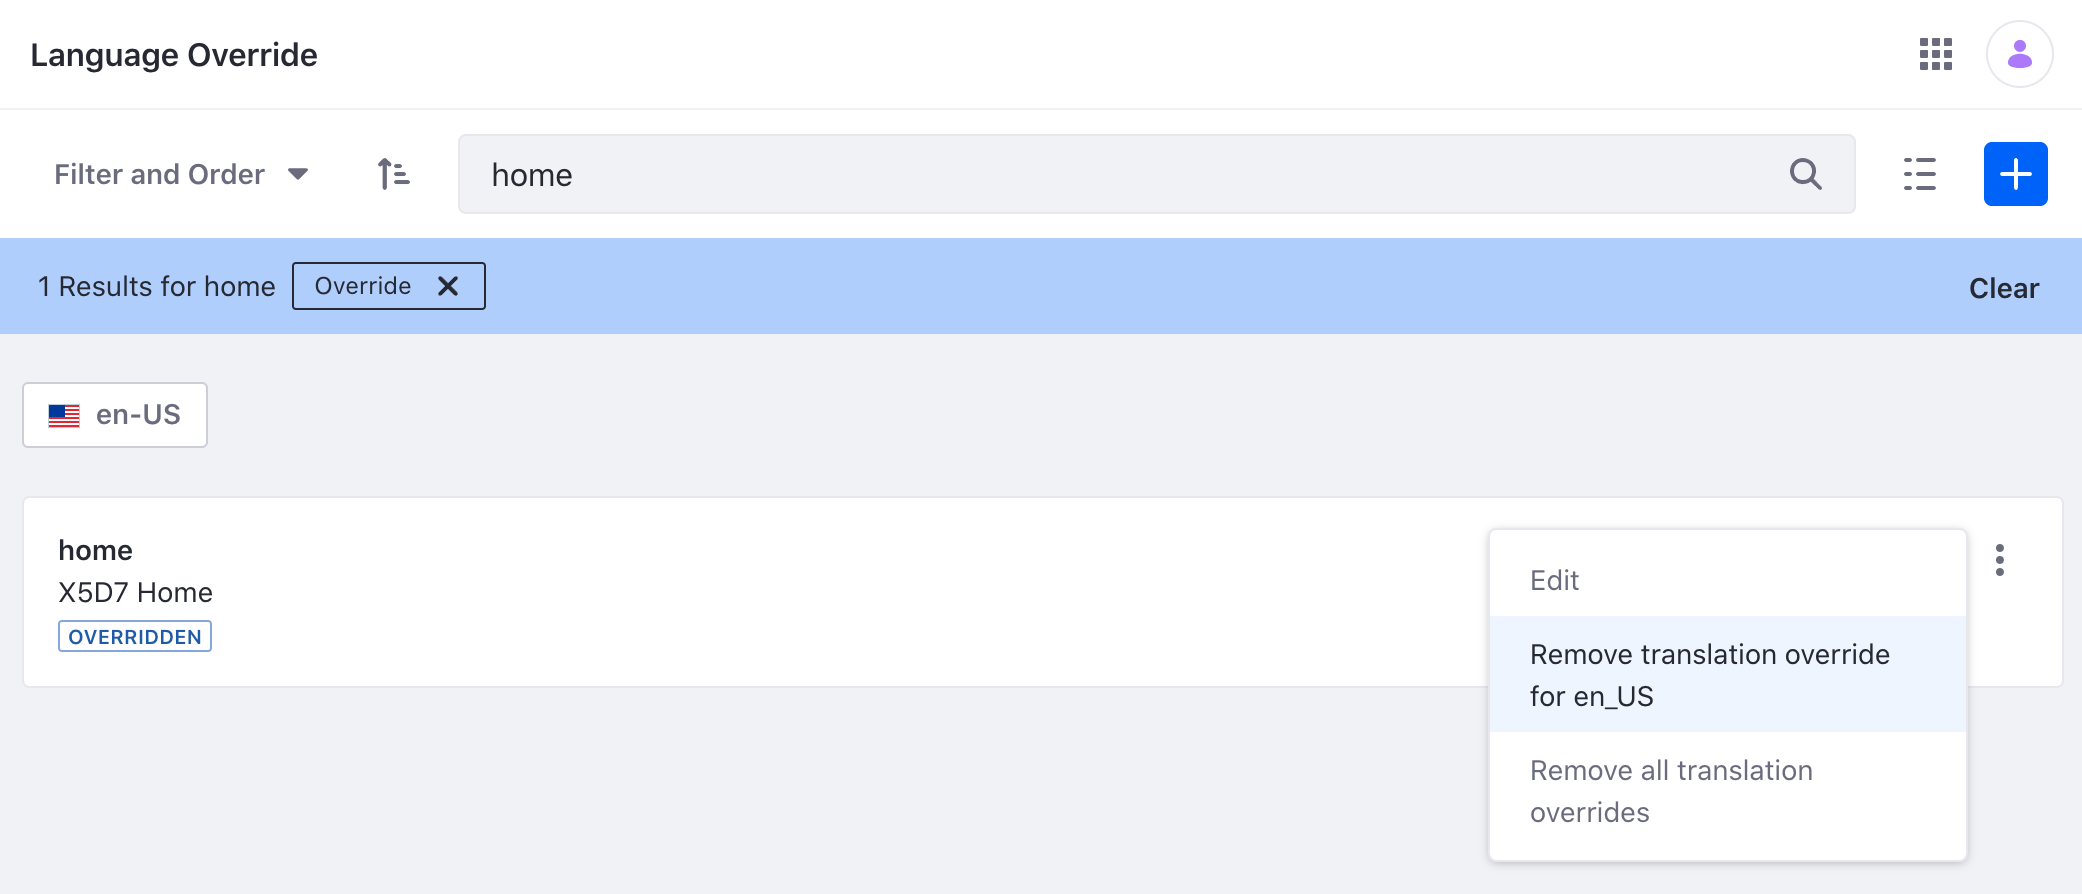 Language Override
Filter and Order
home
1 Results for home
Override
Clear
en-US
home
X5D7 Home
OVERRIDDEN
Edit
Remove translation override
for en_US
Remove all translation
overrides